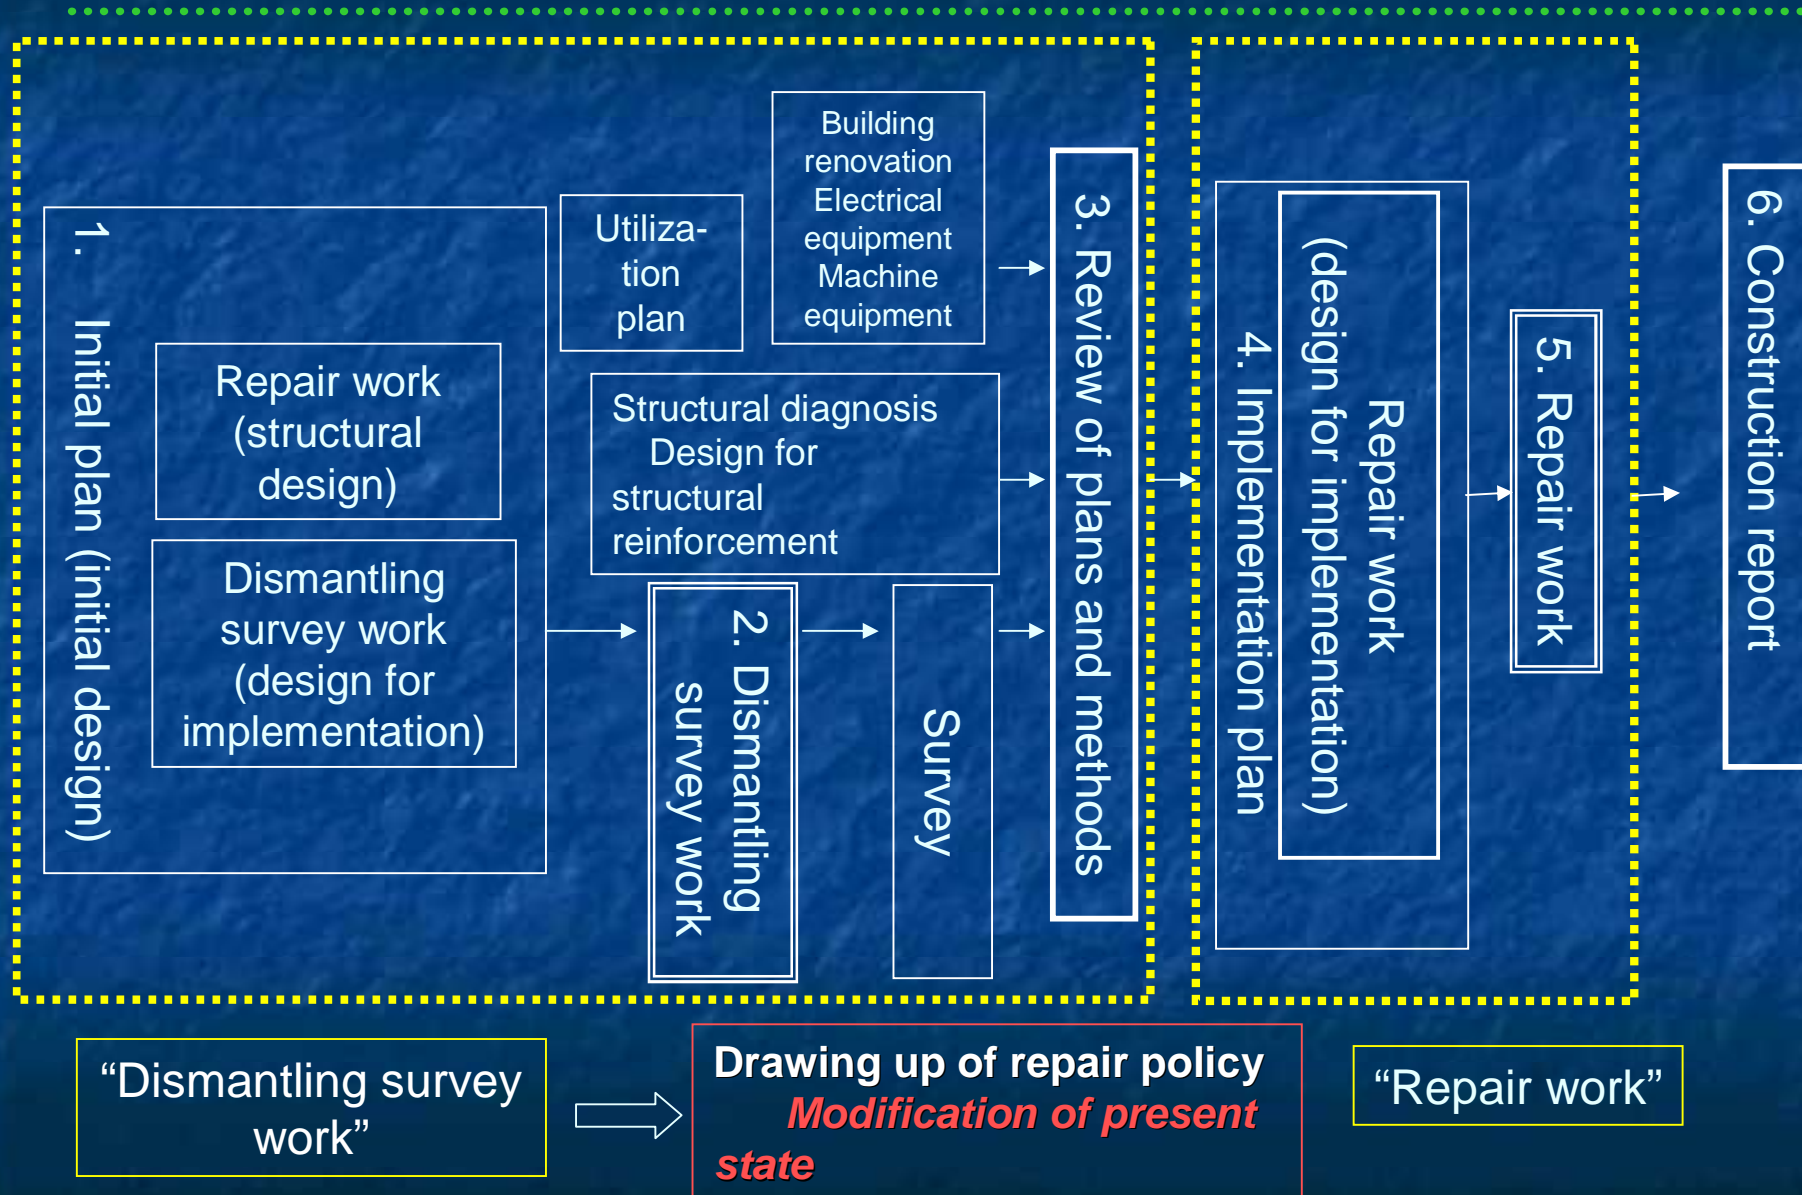 1. Initial plan (initial design)
Repair work
(structural
design)
Dismantling
survey work
(design for
implementation)
Utiliza-
tion
plan
Building
renovation
Electrical
equipment
Machine
equipment
Structural diagnosis
Design for
structural
reinforcement
2. Dismantling
survey work
Survey
3. Review of plans and methods
4. Implementation plan
Repair work
(design for implementation)
5. Repair work
6. Construction report
“Dismantling survey
work”
Drawing up of repair policy
Modification of present
state
“Repair work”